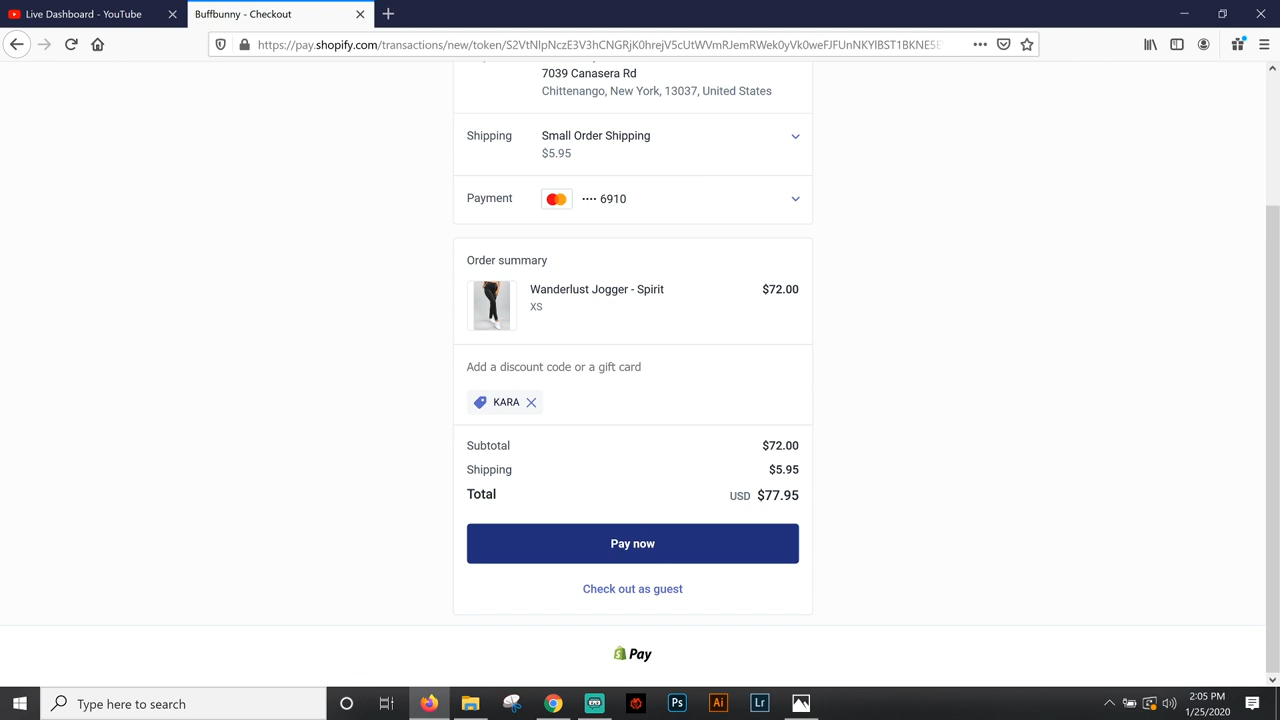 Live Dashboard - YouTube
Buffbunny - Checkout
https://pay.shopify.com/transactions/new/token/
7039 Canasera Rd
Chittenango, New York, 13037, United States
Shipping
Small Order Shipping
$5.95
Payment
•••• 6910
Order summary
Wanderlust Jogger - Spirit
$72.00
XS
Add a discount code or a gift card
KARA
Subtotal
$72.00
Shipping
$5.95
Total
USD $77.95
Pay now
Check out as guest
Pay
Type here to search
Ps
Ai
Lr
2:05 PM
1/25/2020